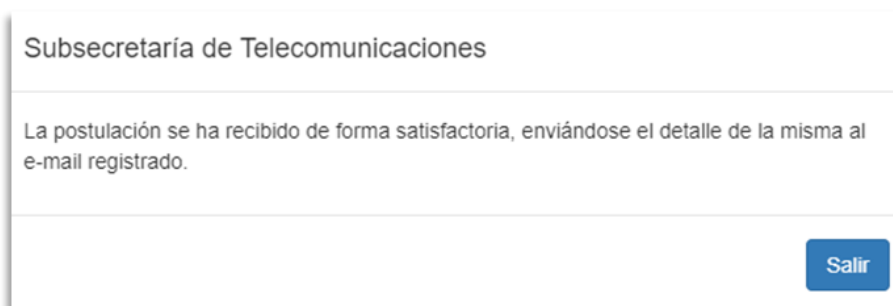 Subsecretaría de Telecomunicaciones
La postulación se ha recibido de forma satisfactoria, enviándose el detalle de la misma al
e-mail registrado.
Salir